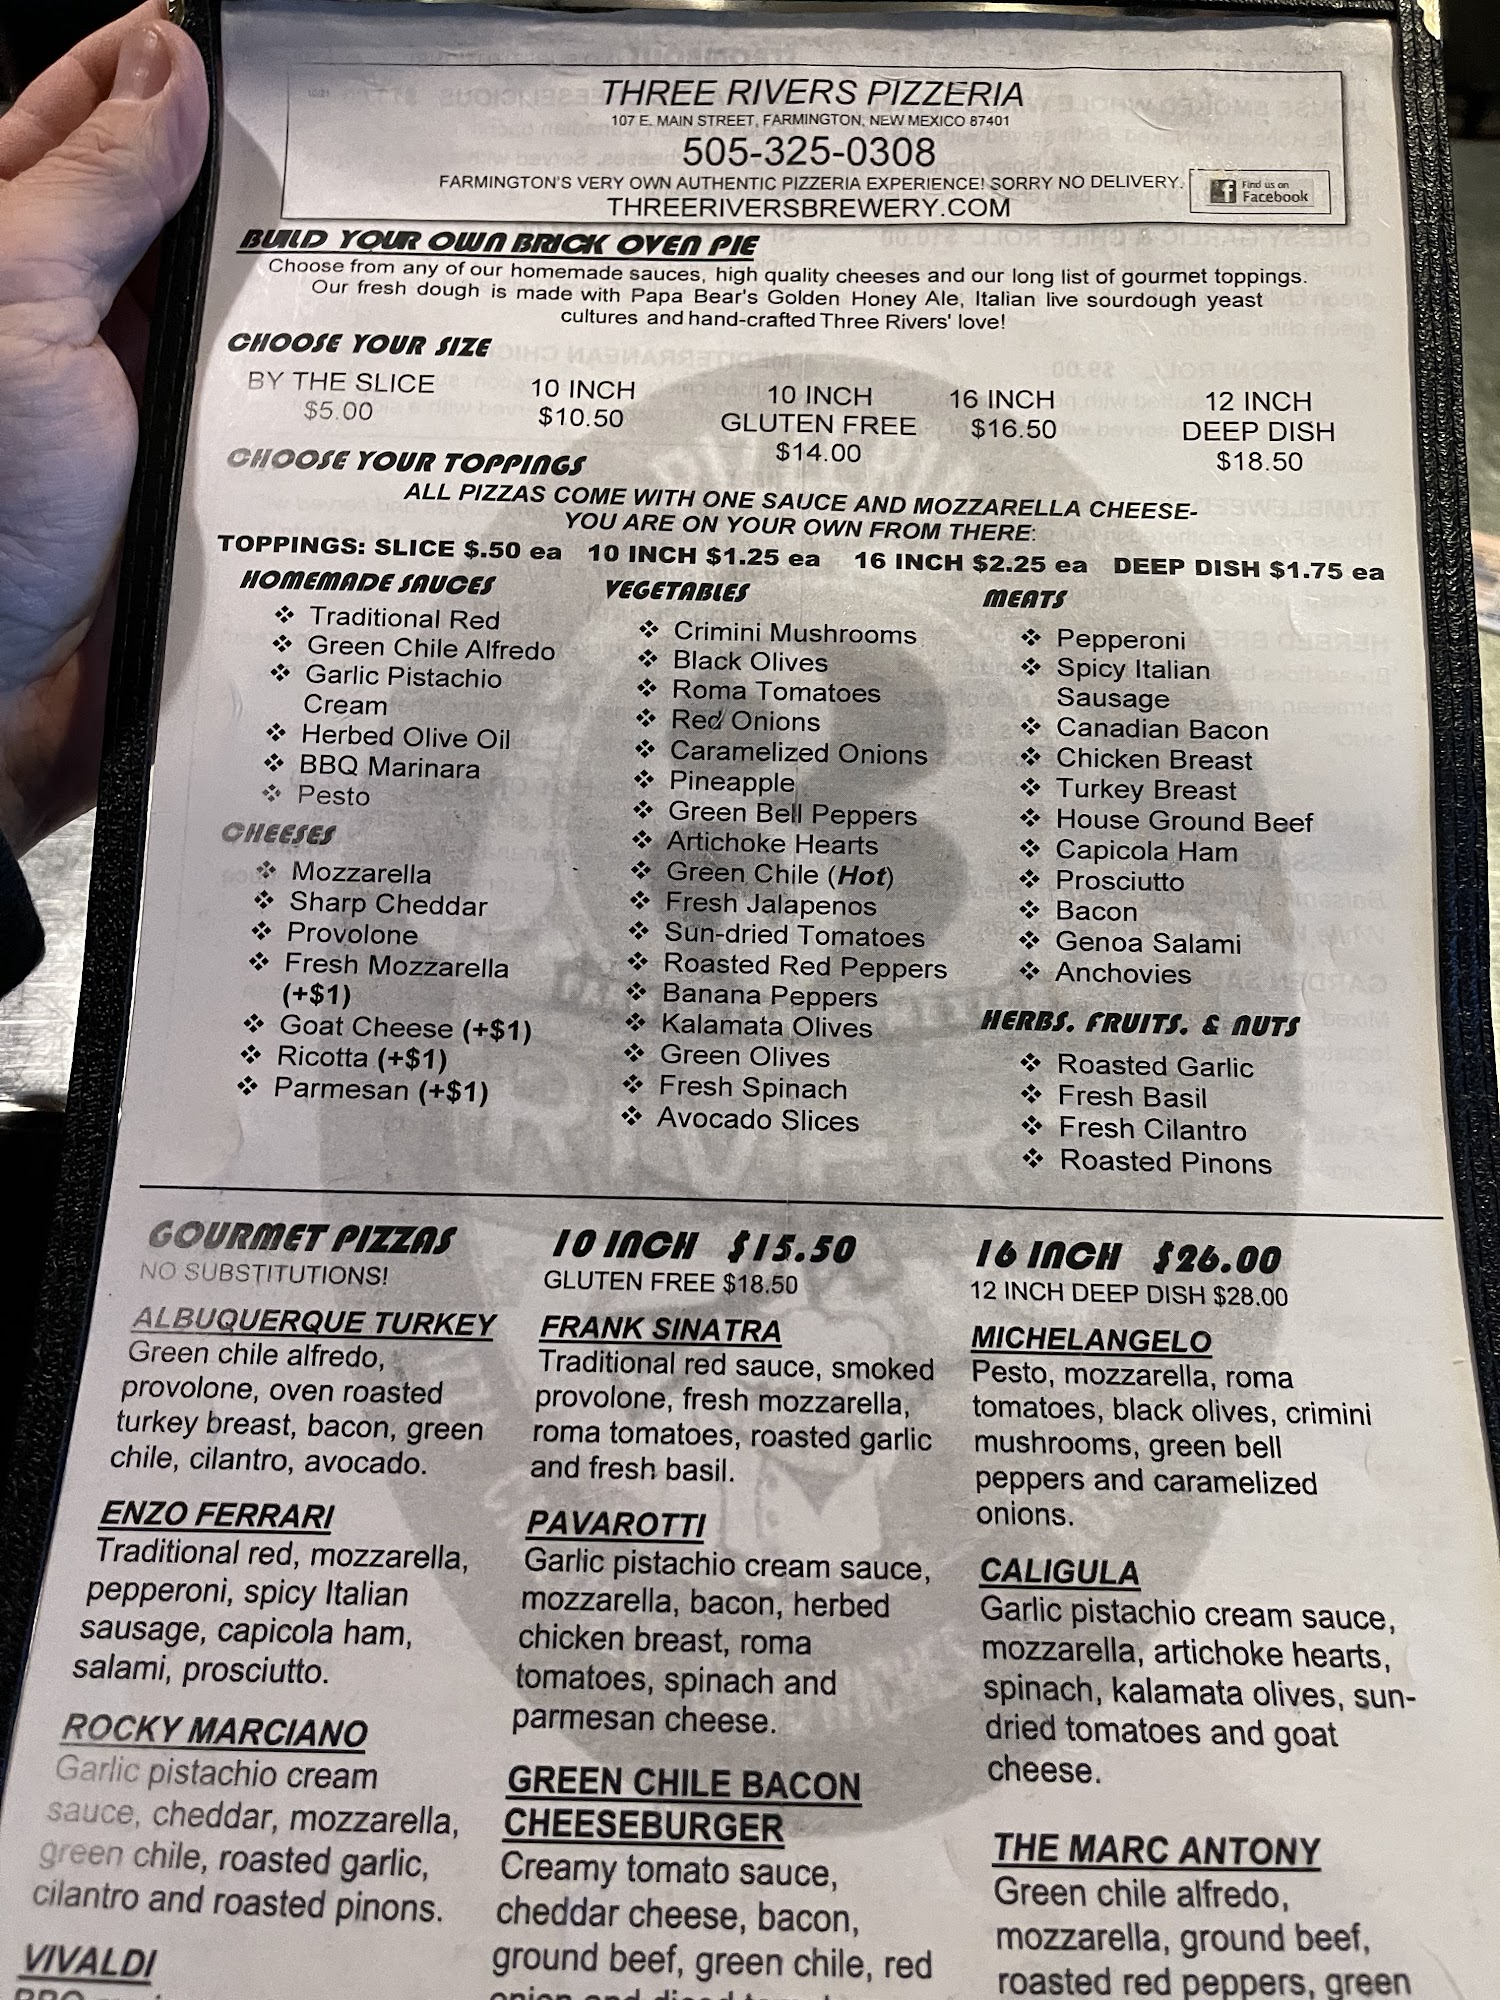 THREE RIVERS PIZZERIA
107 E. MAIN STREET, FARMINGTON, NEW MEXICO 87401
505-325-0308
FARMINGTON'S VERY OWN AUTHENTIC PIZZERIA EXPERIENCE! SORRY NO DELIVERY.
THREERIVERSBREWERY.COM
Find us on
Facebook
BUILD YOUR OWN BRICK OVEN PIE
Choose from any of our homemade sauces, high quality cheeses and our long list of gourmet toppings.
Our fresh dough is made with Papa Bear's Golden Honey Ale, Italian live sourdough yeast
cultures and hand-crafted Three Rivers' love!
CHOOSE YOUR SIZE
BY THE SLICE
$5.00
10 INCH
$10.50
10 INCH
GLUTEN FREE
$14.00
16 INCH
$16.50
12 INCH
DEEP DISH
$18.50
CHOOSE YOUR TOPPINGS
ALL PIZZAS COME WITH ONE SAUCE AND MOZZARELLA CHEESE-
YOU ARE ON YOUR OWN FROM THERE:
TOPPINGS: SLICE $.50 ea 10 INCH $1.25 ea 16 INCH $2.25 ea DEEP DISH $1.75 ea
HOMEMADE SAUCES
❖ Traditional Red
❖ Green Chile Alfredo
❖ Garlic Pistachio
Cream
❖ Herbed Olive Oil
❖ BBQ Marinara
❖ Pesto
CHEESES
❖ Mozzarella
❖ Sharp Cheddar
❖ Provolone
❖ Fresh Mozzarella
(+$1)
❖ Goat Cheese (+$1)
❖ Ricotta (+$1)
❖ Parmesan (+$1)
VEGETABLES
❖ Crimini Mushrooms
❖ Black Olives
❖ Roma Tomatoes
❖ Red Onions
❖ Caramelized Onions
❖ Pineapple
❖ Green Bell Peppers
❖ Artichoke Hearts
❖ Green Chile (Hot)
❖ Fresh Jalapenos
❖ Sun-dried Tomatoes
❖ Roasted Red Peppers
❖ Banana Peppers
❖ Kalamata Olives
❖ Green Olives
❖ Fresh Spinach
❖ Avocado Slices
MEATS
❖ Pepperoni
❖ Spicy Italian
Sausage
❖ Canadian Bacon
❖ Chicken Breast
❖ Turkey Breast
❖ House Ground Beef
❖ Capicola Ham
❖ Prosciutto
❖ Bacon
❖ Genoa Salami
❖ Anchovies
HERBS, FRUITS, & NUTS
❖ Roasted Garlic
❖ Fresh Basil
❖ Fresh Cilantro
❖ Roasted Pinons
GOURMET PIZZAS
NO SUBSTITUTIONS!
10 INCH $15.50
GLUTEN FREE $18.50
16 INCH $26.00
12 INCH DEEP DISH $28.00
ALBUQUERQUE TURKEY
Green chile alfredo,
provolone, oven roasted
turkey breast, bacon, green
chile, cilantro, avocado.
ENZO FERRARI
Traditional red, mozzarella,
pepperoni, spicy Italian
sausage, capicola ham,
salami, prosciutto.
ROCKY MARCIANO
Garlic pistachio cream
sauce, cheddar, mozzarella,
green chile, roasted garlic,
cilantro and roasted pinons.
VIVALDI
FRANK SINATRA
Traditional red sauce, smoked
provolone, fresh mozzarella,
roma tomatoes, roasted garlic
and fresh basil.
PAVAROTTI
Garlic pistachio cream sauce,
mozzarella, bacon, herbed
chicken breast, roma
tomatoes, spinach and
parmesan cheese.
GREEN CHILE BACON
CHEESEBURGER
Creamy tomato sauce,
cheddar cheese, bacon,
ground beef, green chile, red
MICHELANGELO
Pesto, mozzarella, roma
tomatoes, black olives, crimini
mushrooms, green bell
peppers and caramelized
onions.
CALIGULA
Garlic pistachio cream sauce,
mozzarella, artichoke hearts,
spinach, kalamata olives, sun-
dried tomatoes and goat
cheese.
THE MARC ANTONY
Green chile alfredo,
mozzarella, ground beef,
roasted red peppers, green